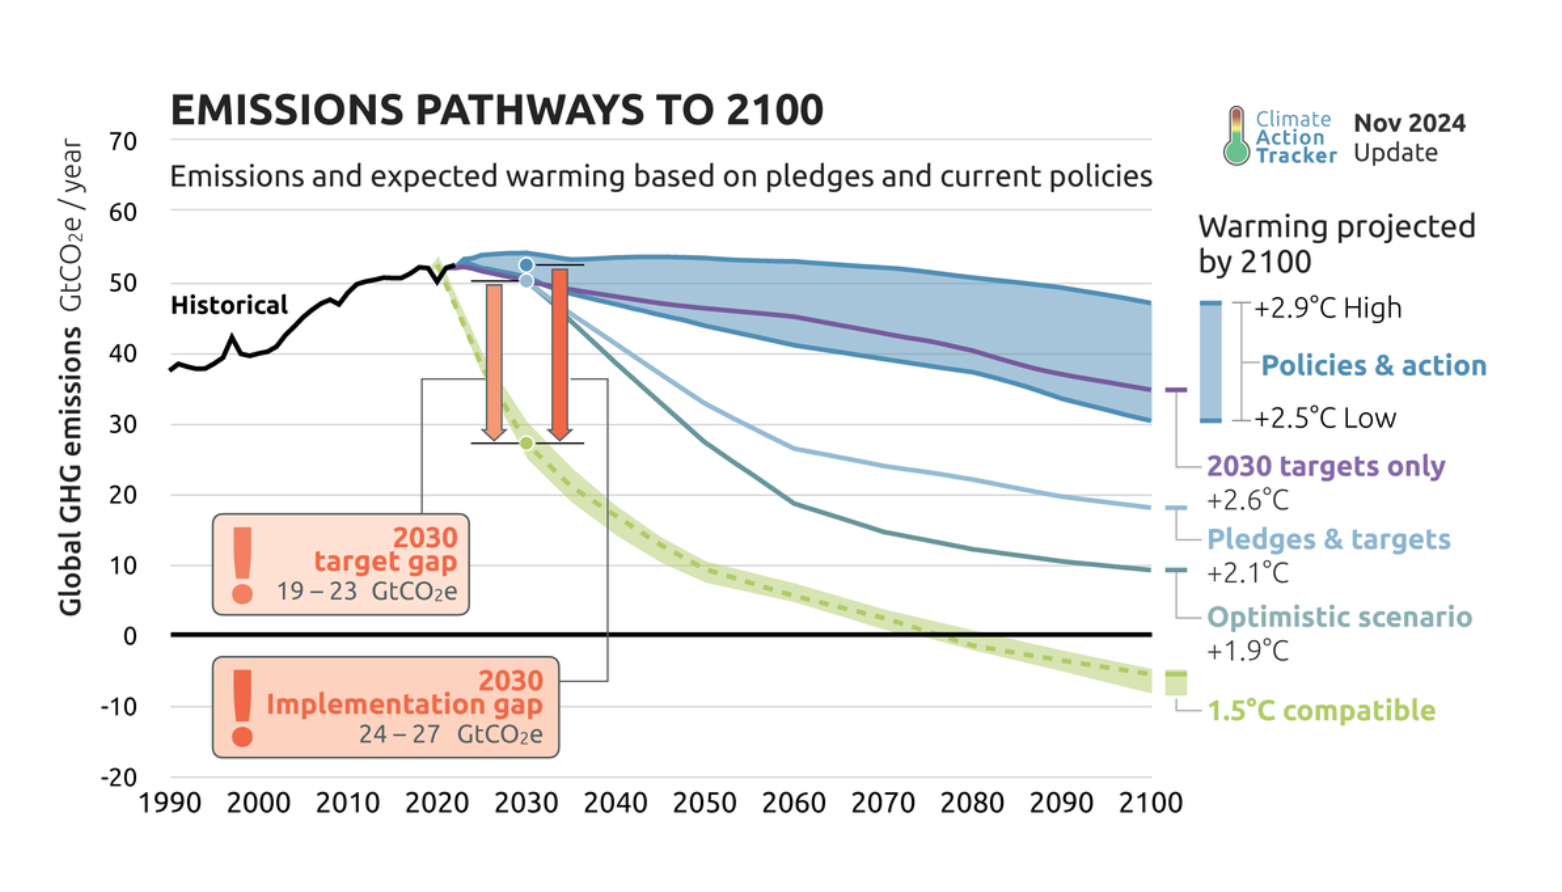 EMISSIONS PATHWAYS TO 2100
Emissions and expected warming based on pledges and current policies
Climate
Action
Tracker
Nov 2024
Update
Global GHG emissions GtCO₂e / year
70
60
50
40
30
20
10
0
-10
-20
1990 2000 2010 2020 2030 2040 2050 2060 2070 2080 2090 2100
Historical
2030
target gap
19 – 23 GtCO₂e
2030
Implementation gap
24 – 27 GtCO₂e
Warming projected
by 2100
+2.9°C High
Policies & action
+2.5°C Low
2030 targets only
+2.6°C
Pledges & targets
+2.1°C
Optimistic scenario
+1.9°C
1.5°C compatible